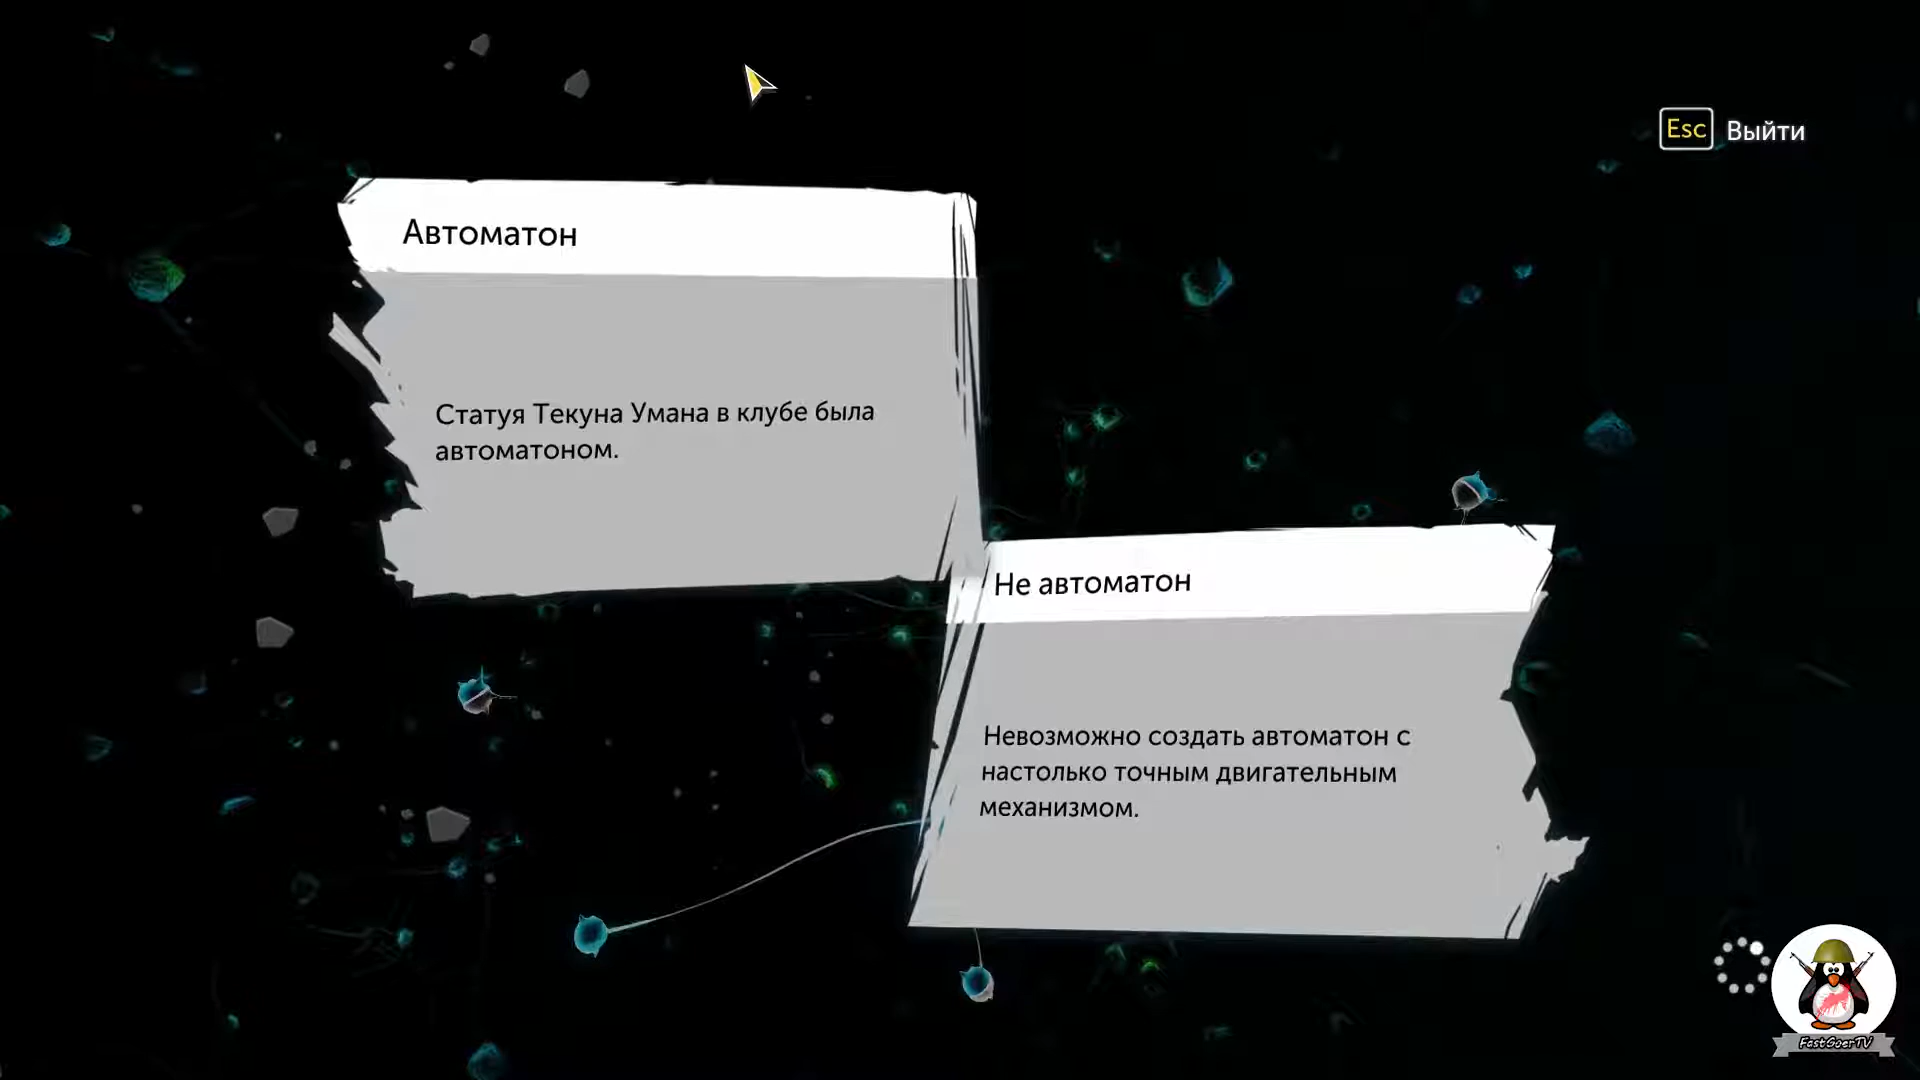 Esc Выйти
Автоматон
Статуя Текуна Умана в клубе была
автоматоном.
Не автоматон
Невозможно создать автоматон с
настолько точным двигательным
механизмом.
FastGoerTV